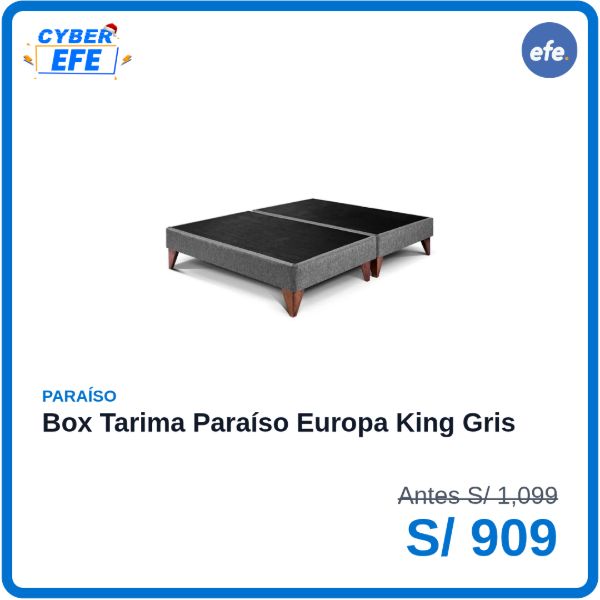 CYBER
EFE
efe.
PARAÍSO
Box Tarima Paraíso Europa King Gris
Antes S/ 1,099
S/ 909